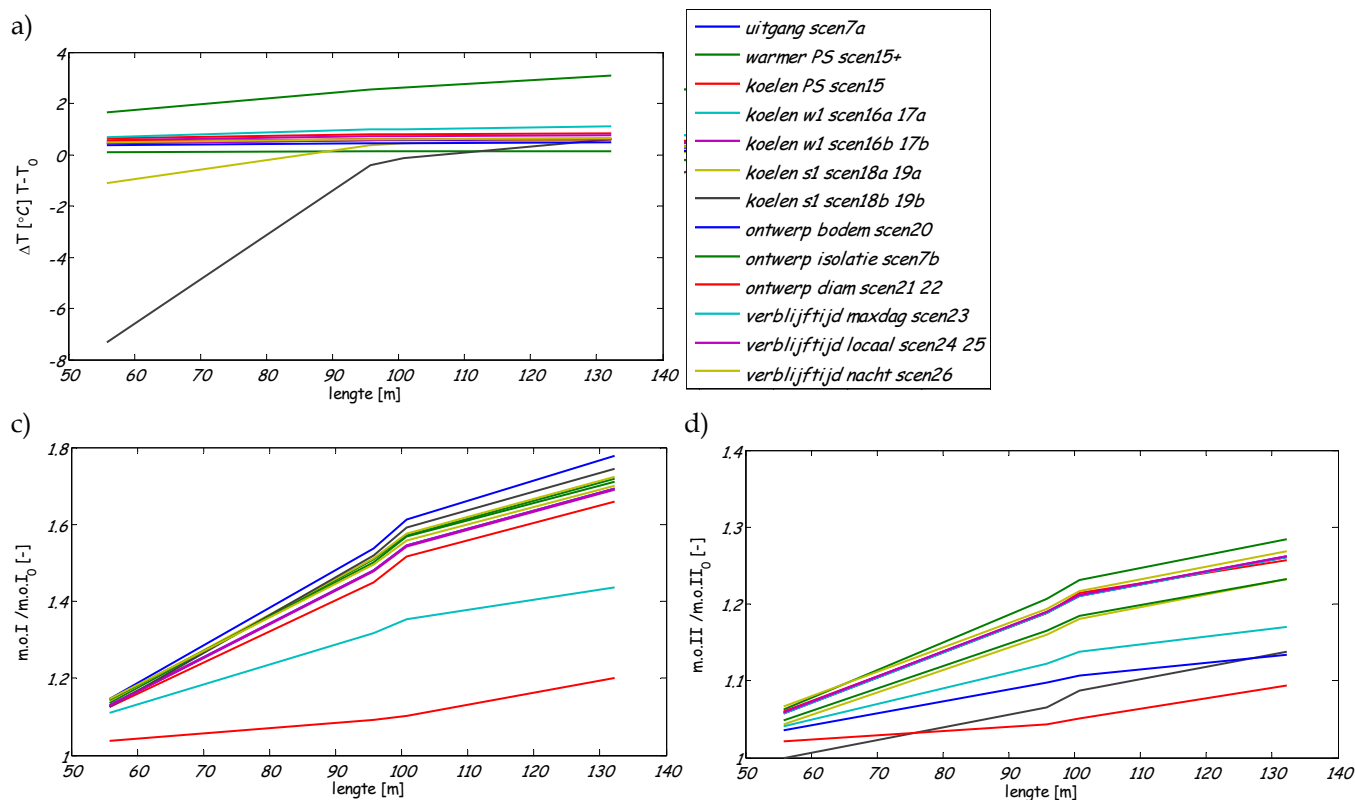 a)
4
2
0
-2
-4
-6
-8
ΔT [°C] T-T0
50 60 70 80 90 100 110 120 130 140
lengte [m]
uitgang scen7a
warmer PS scen15+
koelen PS scen15
koelen w1 scen16a 17a
koelen w1 scen16b 17b
koelen s1 scen18a 19a
koelen s1 scen18b 19b
ontwerp bodem scen20
ontwerp isolatie scen7b
ontwerp diam scen21 22
verblijftijd maxdag scen23
verblijftijd locaal scen24 25
verblijftijd nacht scen26
c)
1.8
1.6
1.4
1.2
1
m.o.I /m.o.I0 [-]
50 60 70 80 90 100 110 120 130 140
lengte [m]
d)
1.4
1.3
1.2
1.1
1
m.o.II /m.o.II0 [-]
50 60 70 80 90 100 110 120 130 140
lengte [m]